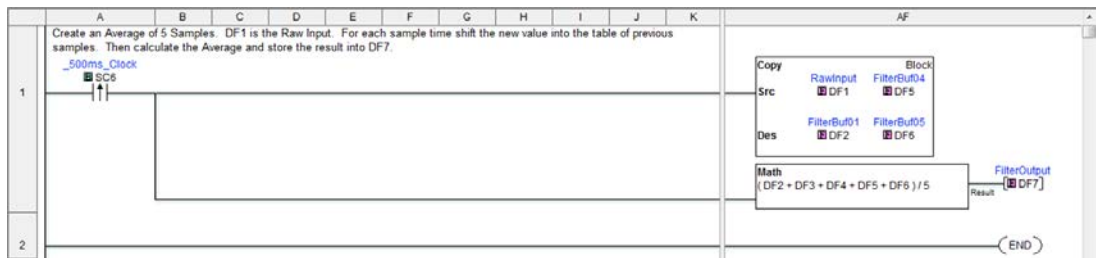 A B C D E F G H I J K AF
Create an Average of 5 Samples. DF1 is the Raw Input. For each sample time shift the new value into the table of previous
samples. Then calculate the Average and store the result into DF7.
_500ms_Clock
SC6
1
Copy Block
RawInput FilterBuf04
Src DF1 DF5
FilterBuf01 FilterBuf05
Des DF2 DF6
Math
( DF2 + DF3 + DF4 + DF5 + DF6 ) / 5
FilterOutput
Result DF7
2
END